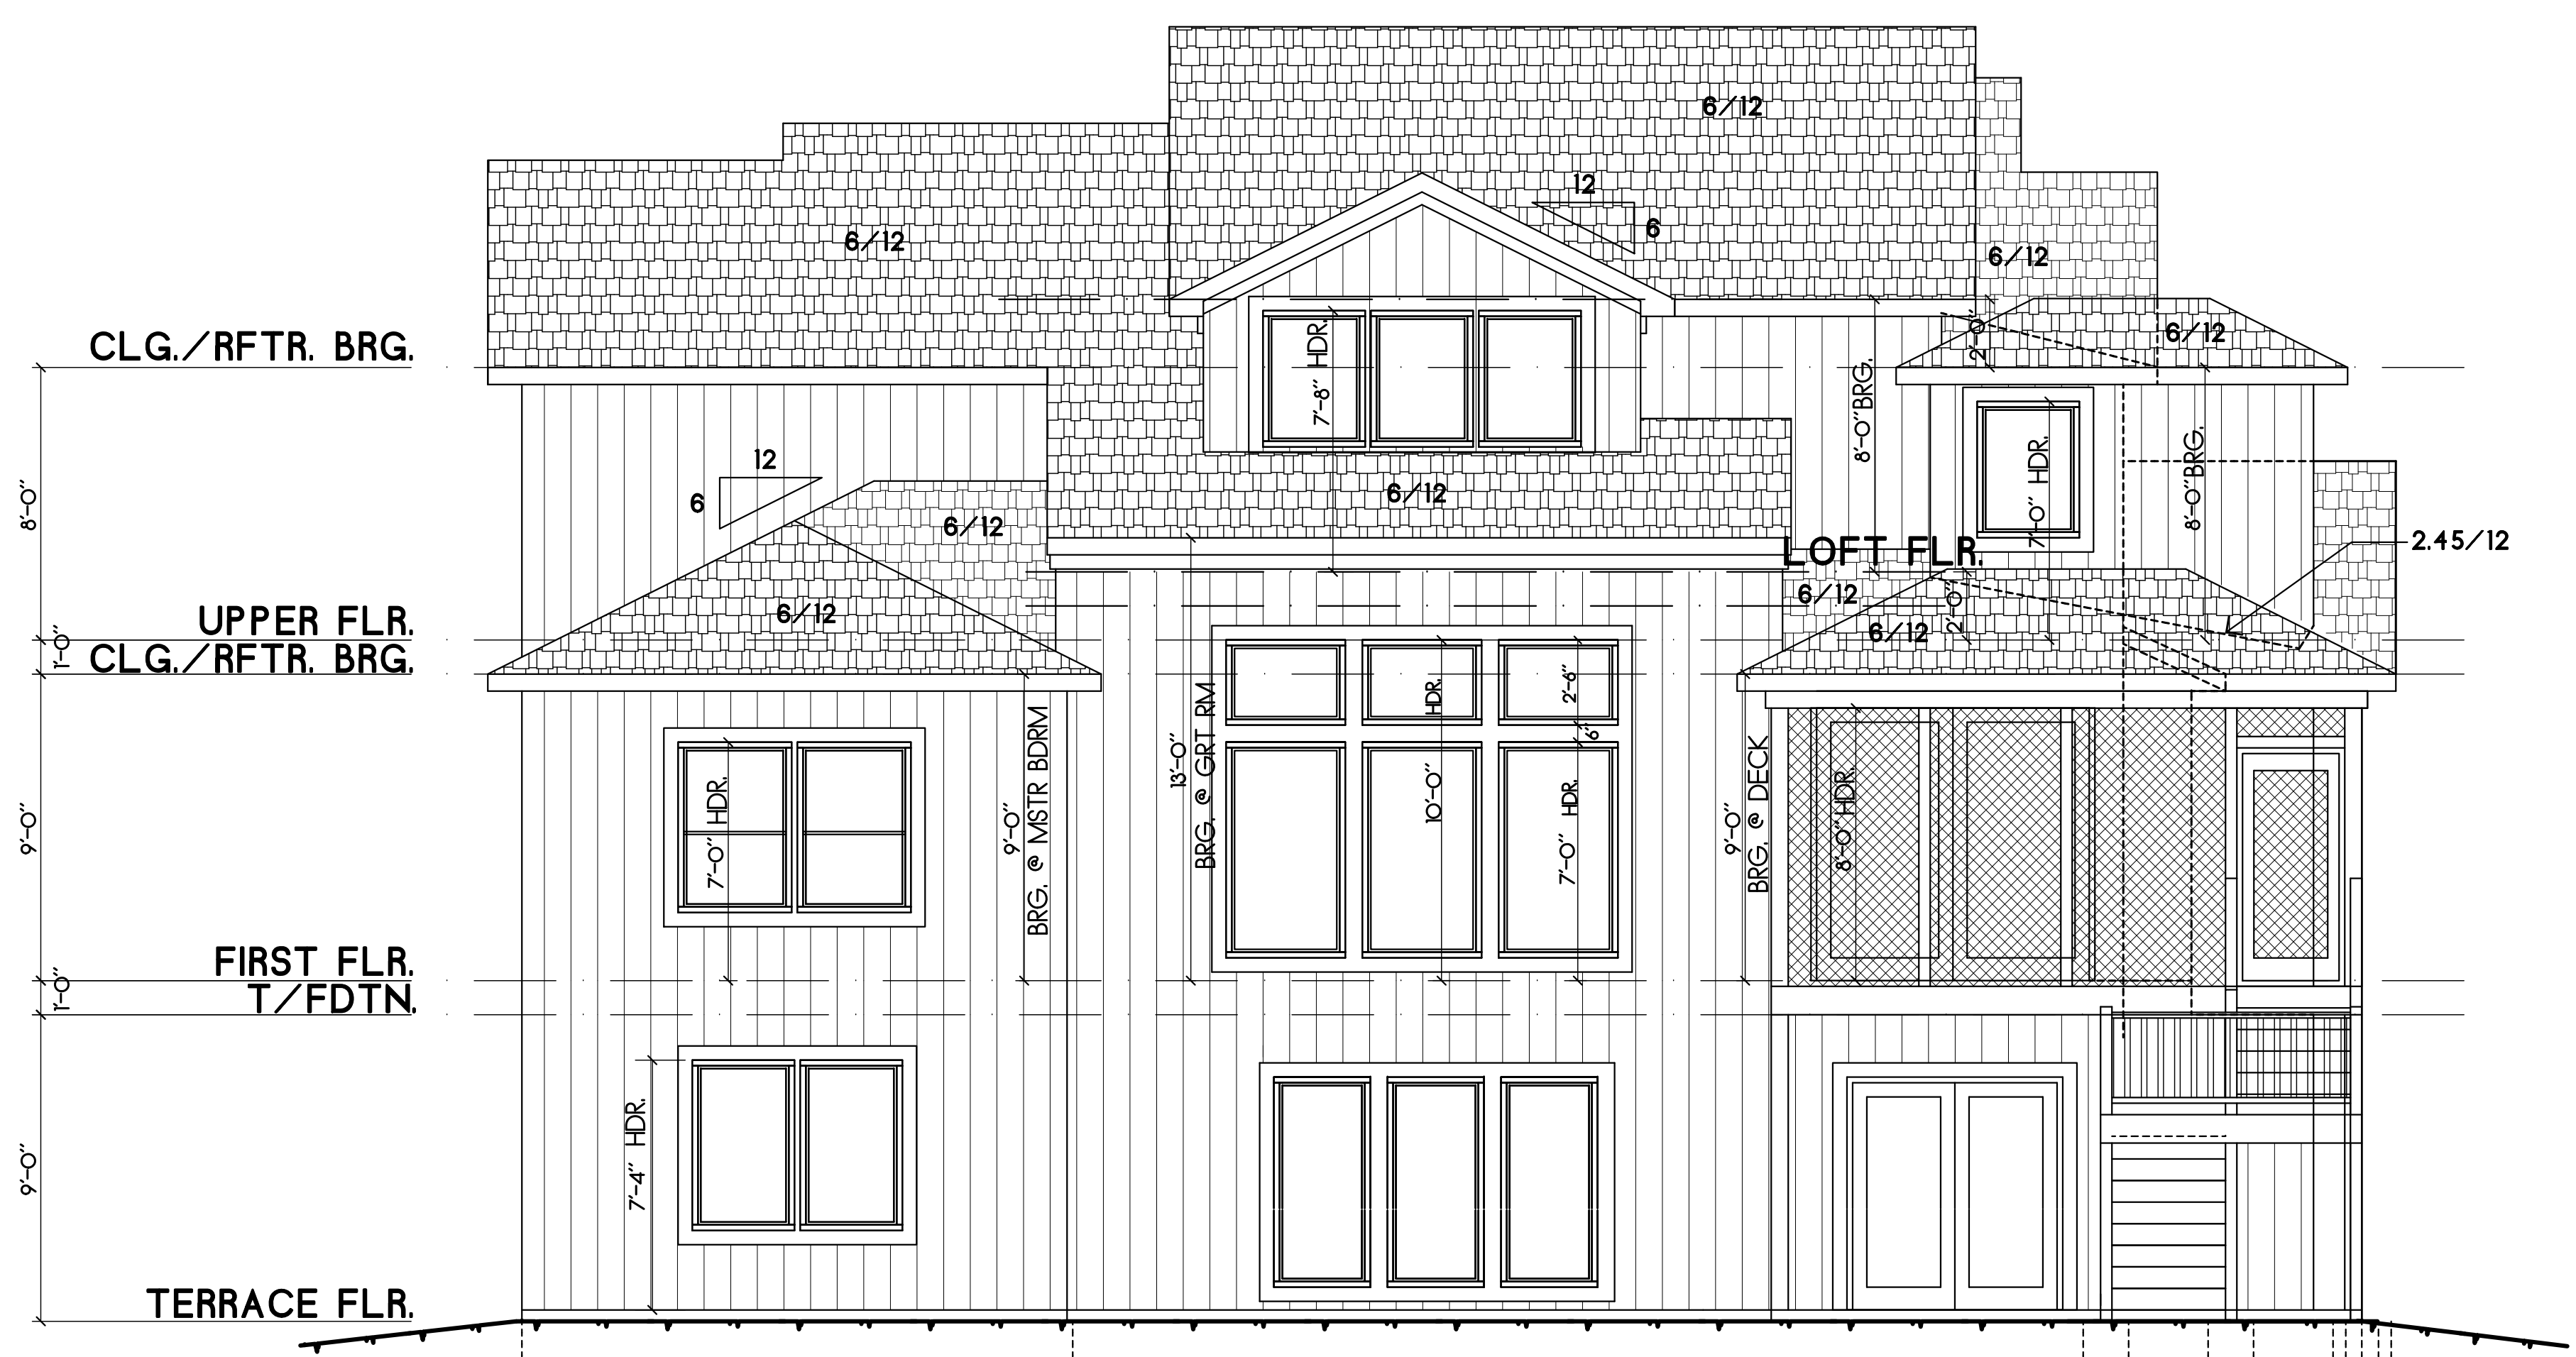 6/12
12
6
6/12
6/12
CLG./RFTR. BRG.
7'-8" HDR.
8'-0"BRG.
2'-0"
6/12
12
6
6/12
6/12
8'-0"
7'-0" HDR.
8'-0"BRG.
2.45/12
LOFT FLR.
6/12
6/12
2'-0"
6/12
UPPER FLR.
1'-0"
CLG./RFTR. BRG.
9'-0"
7'-0" HDR.
9'-0"
BRG. @ MSTR BDRM
13'-0"
BRG. @ GRT RM
10'-0" HDR.
2'-6"
6"
7'-0" HDR.
9'-0"
BRG. @ DECK
8'-0"HDR.
FIRST FLR.
1'-0"
T/FDTN.
9'-0"
7'-4" HDR.
TERRACE FLR.